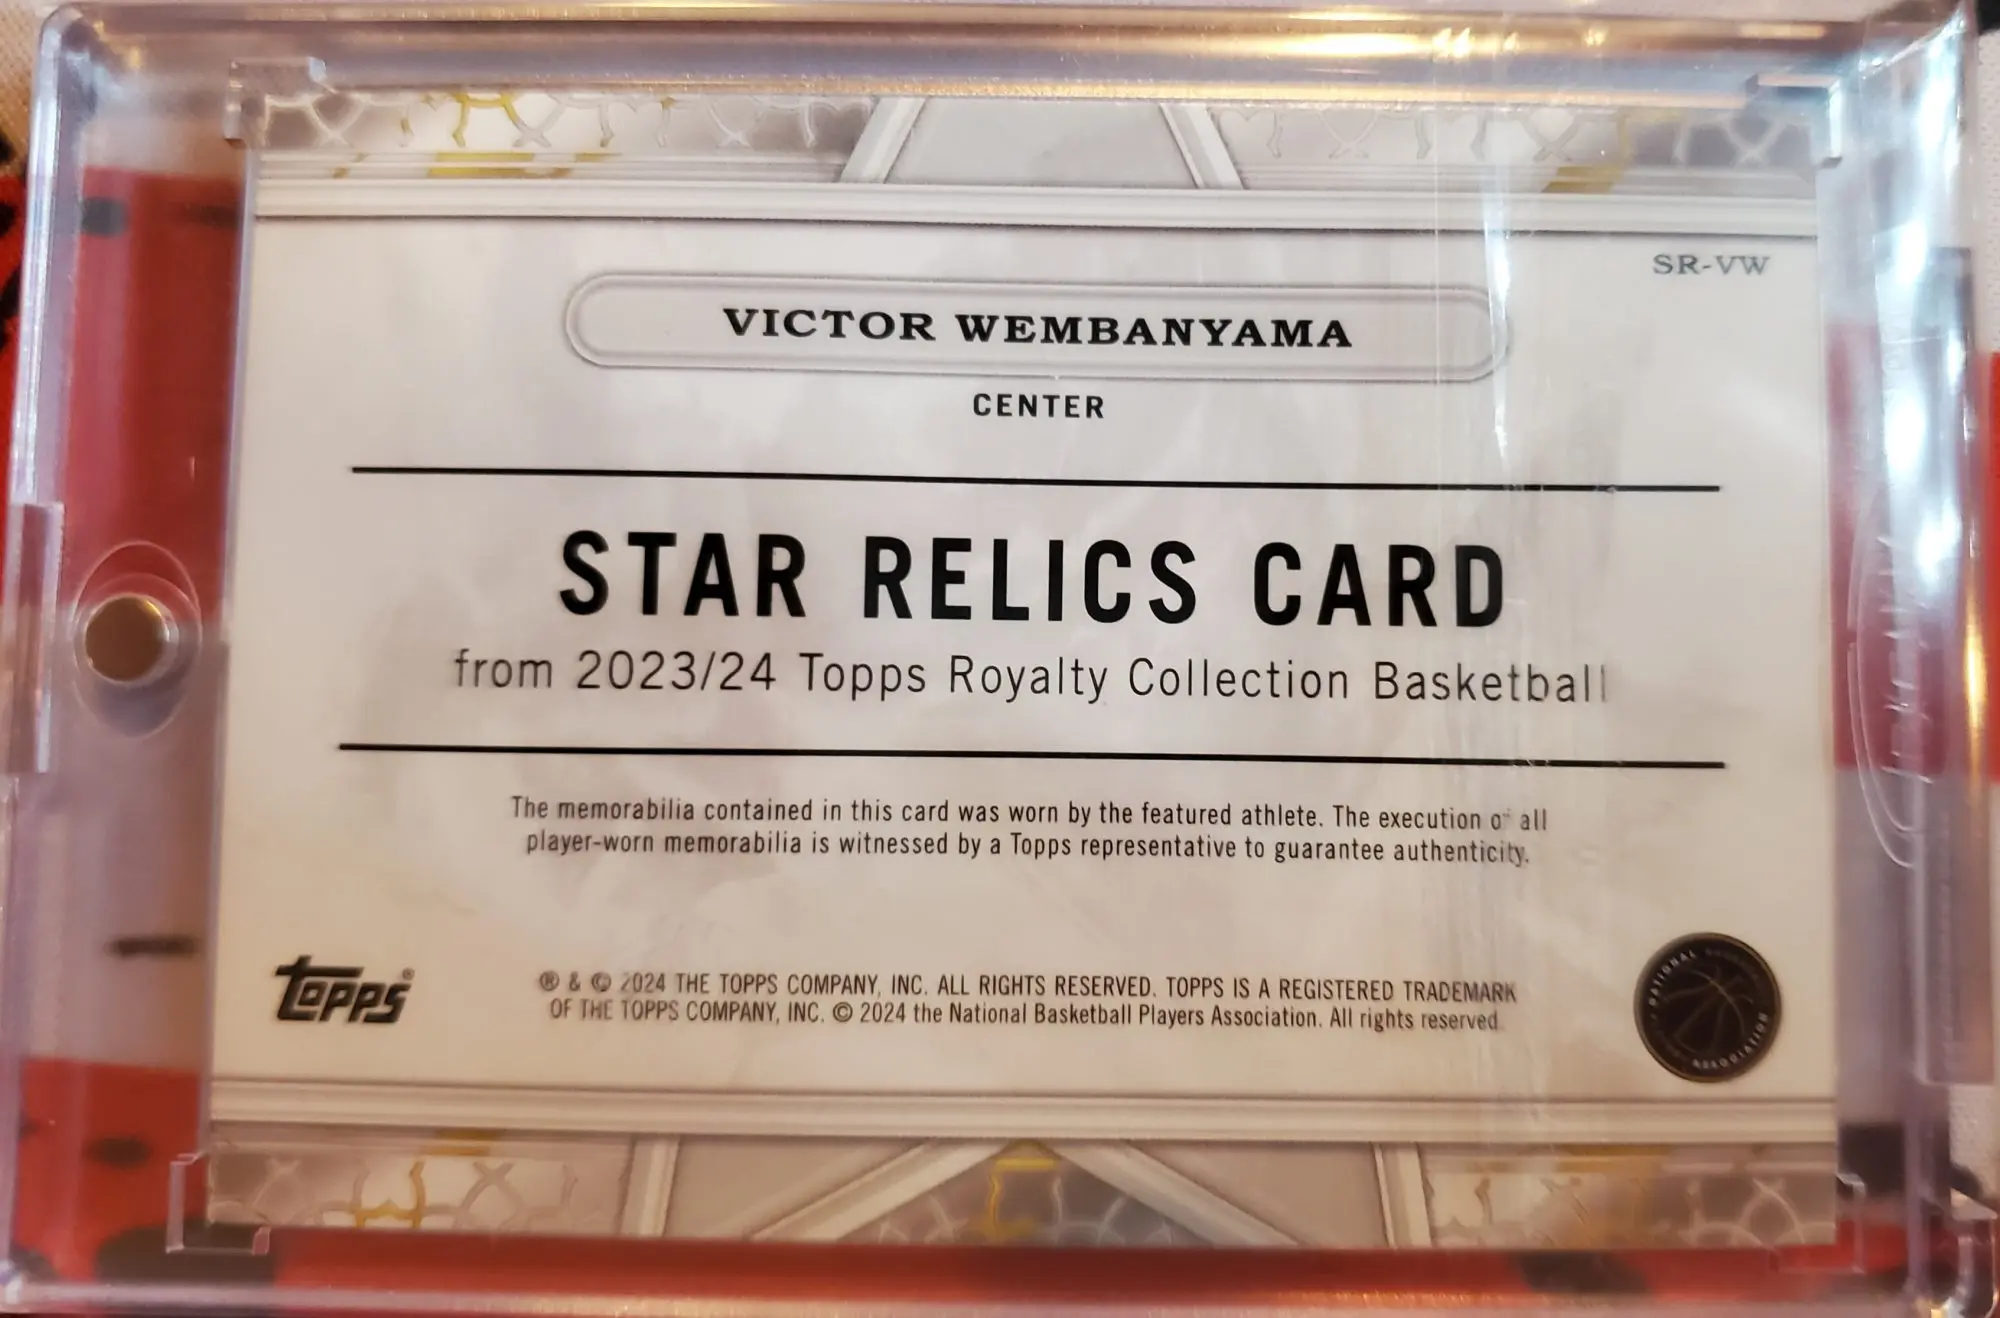 SR-VW
VICTOR WEMBANYAMA
CENTER
STAR RELICS CARD
from 2023/24 Topps Royalty Collection Basketball
The memorabilia contained in this card was worn by the featured athlete. The execution of all
player-worn memorabilia is witnessed by a Topps representative to guarantee authenticity.
Topps®
® & © 2024 THE TOPPS COMPANY, INC. ALL RIGHTS RESERVED. TOPPS IS A REGISTERED TRADEMARK
OF THE TOPPS COMPANY, INC. © 2024 the National Basketball Players Association. All rights reserved.
NATIONAL
ASSOCIATION